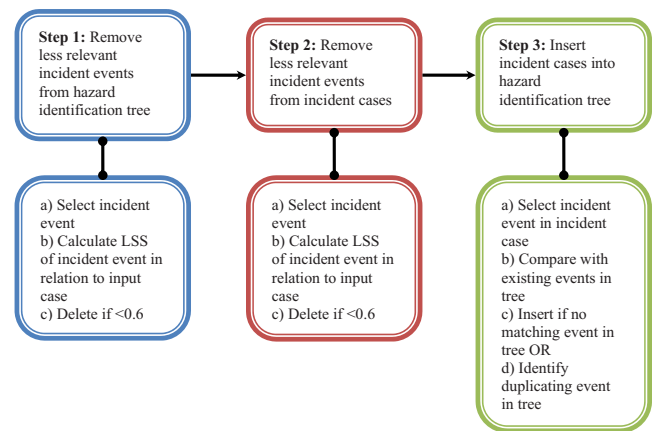 Step 1: Remove
less relevant
incident events
from hazard
identification tree
Step 2: Remove
less relevant
incident events
from incident cases
Step 3: Insert
incident cases into
hazard
identification tree
a) Select incident
event
b) Calculate LSS
of incident event in
relation to input
case
c) Delete if <0.6
a) Select incident
event
b) Calculate LSS
of incident event in
relation to input
case
c) Delete if <0.6
a) Select incident
event in incident
case
b) Compare with
existing events in
tree
c) Insert if no
matching event in
tree OR
d) Identify
duplicating event
in tree